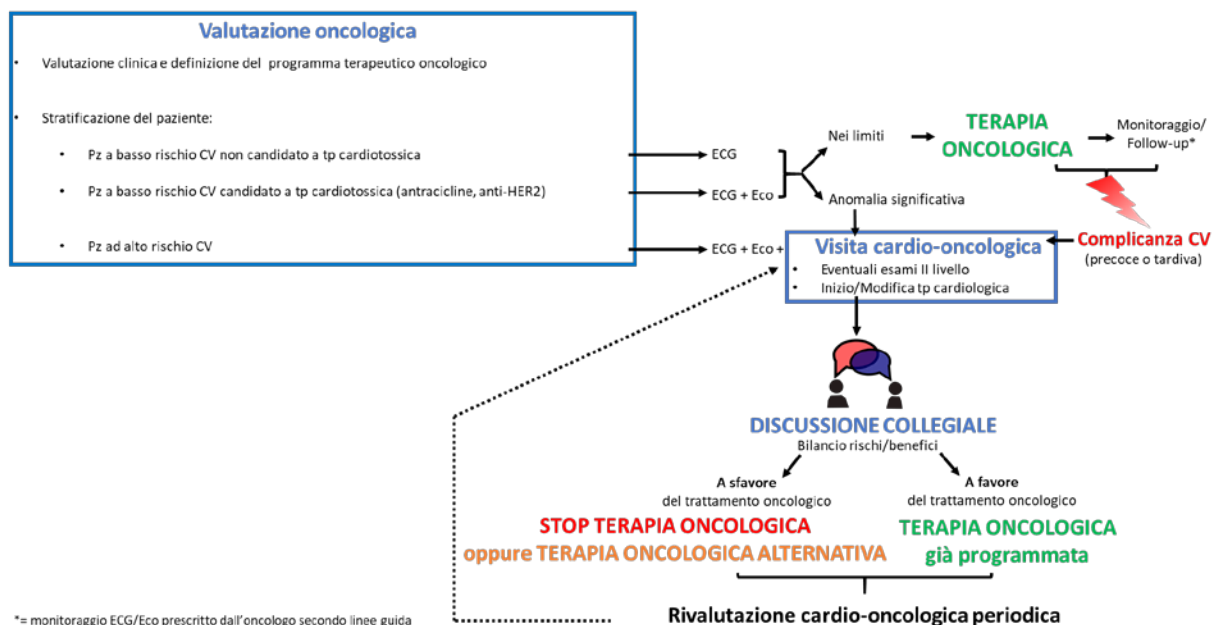 Valutazione oncologica
• Valutazione clinica e definizione del programma terapeutico oncologico
• Stratificazione del paziente:
• Pz a basso rischio CV non candidato a tp cardiotossica
ECG
• Pz a basso rischio CV candidato a tp cardiotossica (antracicline, anti-HER2)
ECG + Eco
• Pz ad alto rischio CV
ECG + Eco +
Nei limiti
Anomalia significativa
TERAPIA
ONCOLOGICA
Monitoraggio/
Follow-up*
Complicanza CV
(precoce o tardiva)
Visita cardio-oncologica
• Eventuali esami II livello
• Inizio/Modifica tp cardiologica
DISCUSSIONE COLLEGIALE
Bilancio rischi/benefici
A sfavore
del trattamento oncologico
STOP TERAPIA ONCOLOGICA
oppure TERAPIA ONCOLOGICA ALTERNATIVA
A favore
del trattamento oncologico
TERAPIA ONCOLOGICA
già programmata
Rivalutazione cardio-oncologica periodica
*= monitoraggio ECG/Eco prescritto dall'oncologo secondo linee guida